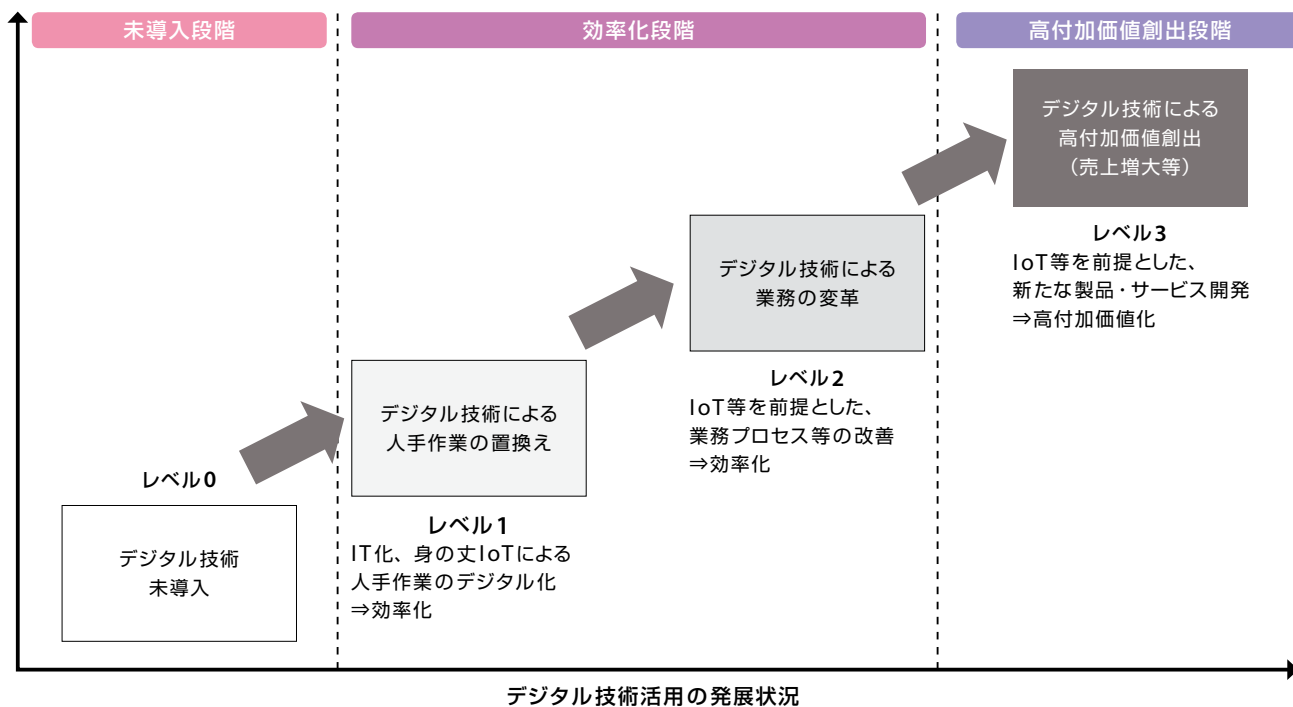 未導入段階
効率化段階
高付加価値創出段階
デジタル技術による
高付加価値創出
（売上増大等）
レベル3
IoT等を前提とした、
新たな製品・サービス開発
⇒高付加価値化
デジタル技術による
業務の変革
レベル2
IoT等を前提とした、
業務プロセス等の改善
⇒効率化
デジタル技術による
人手作業の置換え
レベル1
IT化、身の丈IoTによる
人手作業のデジタル化
⇒効率化
レベル0
デジタル技術
未導入
デジタル技術活用の発展状況